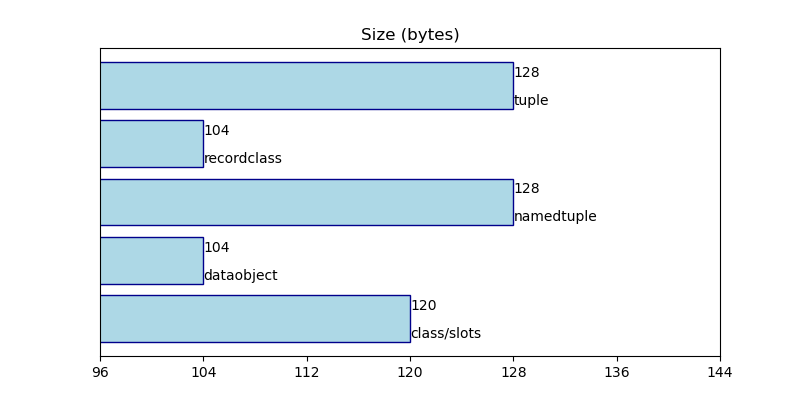 Size (bytes)
128
tuple
104
recordclass
128
namedtuple
104
dataobject
120
class/slots
96 104 112 120 128 136 144